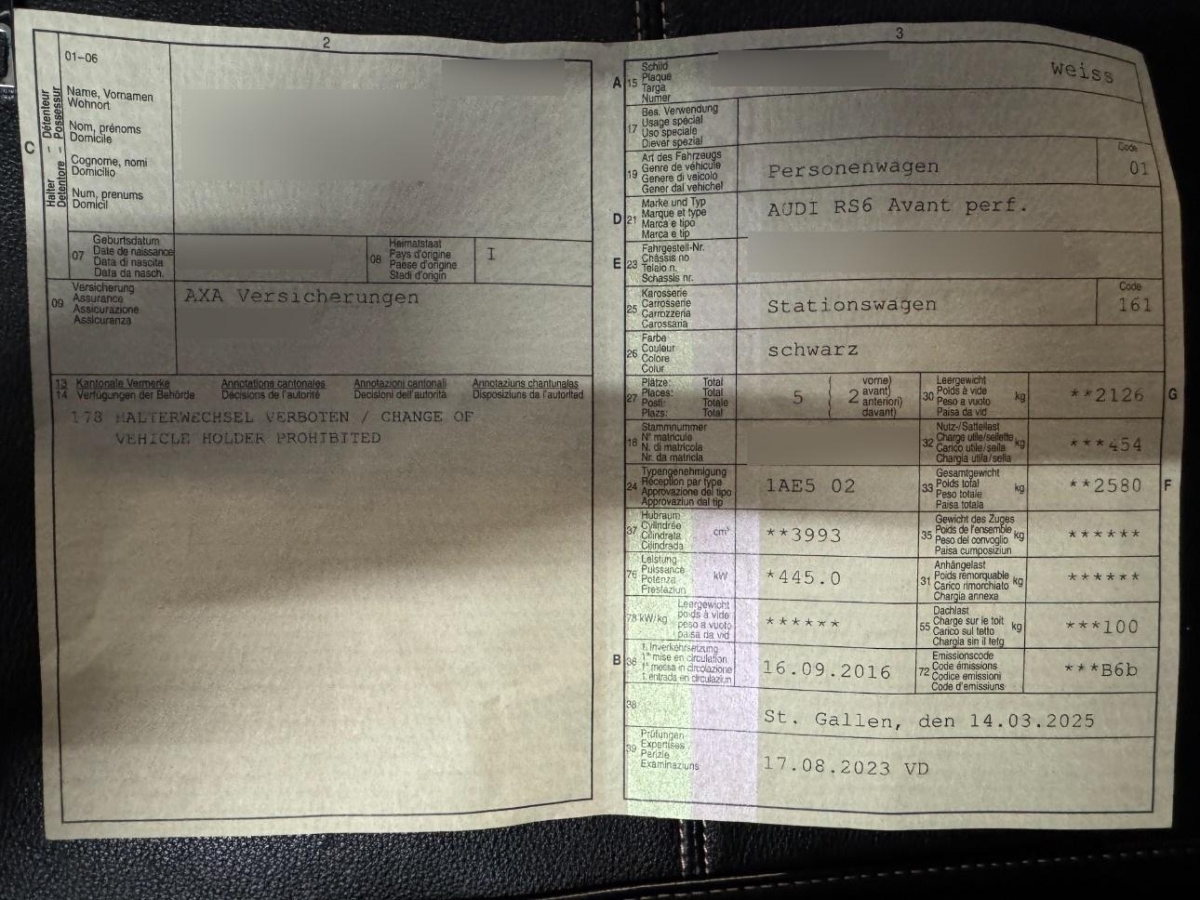 2
01-06
Name, Vornamen
Wohnort
Nom, prénoms
Domicile
Cognome, nomi
Domicilio
Num, prenums
Domicil
C
Halter - Détenteur
Detentore - Possessur
07
Geburtsdatum
Date de naissance
Data di nascita
Data da nasch.
08
Heimatstaat
Pays d'origine
Paese d'origine
Stadi d'origin
I
09
Versicherung
Assurance
Assicurazione
Assicuranza
AXA Versicherungen
13 Kantonale Vermerke Annotations cantonales Annotazioni cantonali Annotaziuns chantunalas
14 Verfügungen der Behörde Décisions de l'autorité Decisioni dell'autorità Disposiziuns da l'autoritad
178 HALTERWECHSEL VERBOTEN / CHANGE OF
VEHICLE HOLDER PROHIBITED
3
A 15
Schild
Plaque
Targa
Numer
weiss
17
Bes. Verwendung
Usage spécial
Uso speciale
Diever spezial
19
Art des Fahrzeugs
Genre de véhicule
Genere di veicolo
Gener dal vehichel
Personenwagen
Code
01
D 21
Marke und Typ
Marque et type
Marca e tipo
Marca e tip
AUDI RS6 Avant perf.
E 23
Fahrgestell-Nr.
Châssis no
Telaio n.
Schassis nr.
25
Karosserie
Carrosserie
Carrozzeria
Carossaria
Stationswagen
Code
161
26
Farbe
Couleur
Colore
Colur
schwarz
27
Plätze: Total
Places: Total
Posti: Totale
Plazs: Total
5 ( 2 vorne)
avant)
anteriori)
davant)
30
Leergewicht
Poids à vide
Peso a vuoto
Paisa da vid
kg
**2126
G
18
Stammnummer
N° matricule
N. di matricola
Nr. da matricla
32
Nutz-/Sattellast
Charge utile/sellette
Carico utile/sella
Chargia utila/sella
kg
***454
24
Typengenehmigung
Réception par type
Approvazione del tipo
Approvaziun dal tip
1AE5 02
33
Gesamtgewicht
Poids total
Peso totale
Paisa totala
kg
**2580
F
37
Hubraum
Cylindrée
Cilindrata
Cilindrada
cm³
**3993
35
Gewicht des Zuges
Poids de l'ensemble
Peso del convoglio
Paisa cumposiziun
kg
******
76
Leistung
Puissance
Potenza
Prestaziun
kW
*445.0
31
Anhängelast
Poids remorquable
Carico rimorchiato
Chargia annexa
kg
******
78 kW/kg
Leergewicht
poids à vide
peso a vuoto
paisa da vid
******
55
Dachlast
Charge sur le toit
Carico sul tetto
Chargia sin il tetg
kg
***100
B 36
1. Inverkehrsetzung
1re mise en circulation
1a messa in circolazione
1. entrada en circulaziun
16.09.2016
72
Emissionscode
Code émissions
Codice emissioni
Code d'emissiuns
***B6b
38
St. Gallen, den 14.03.2025
39
Prüfungen
Expertises
Perizie
Examinaziuns
17.08.2023 VD